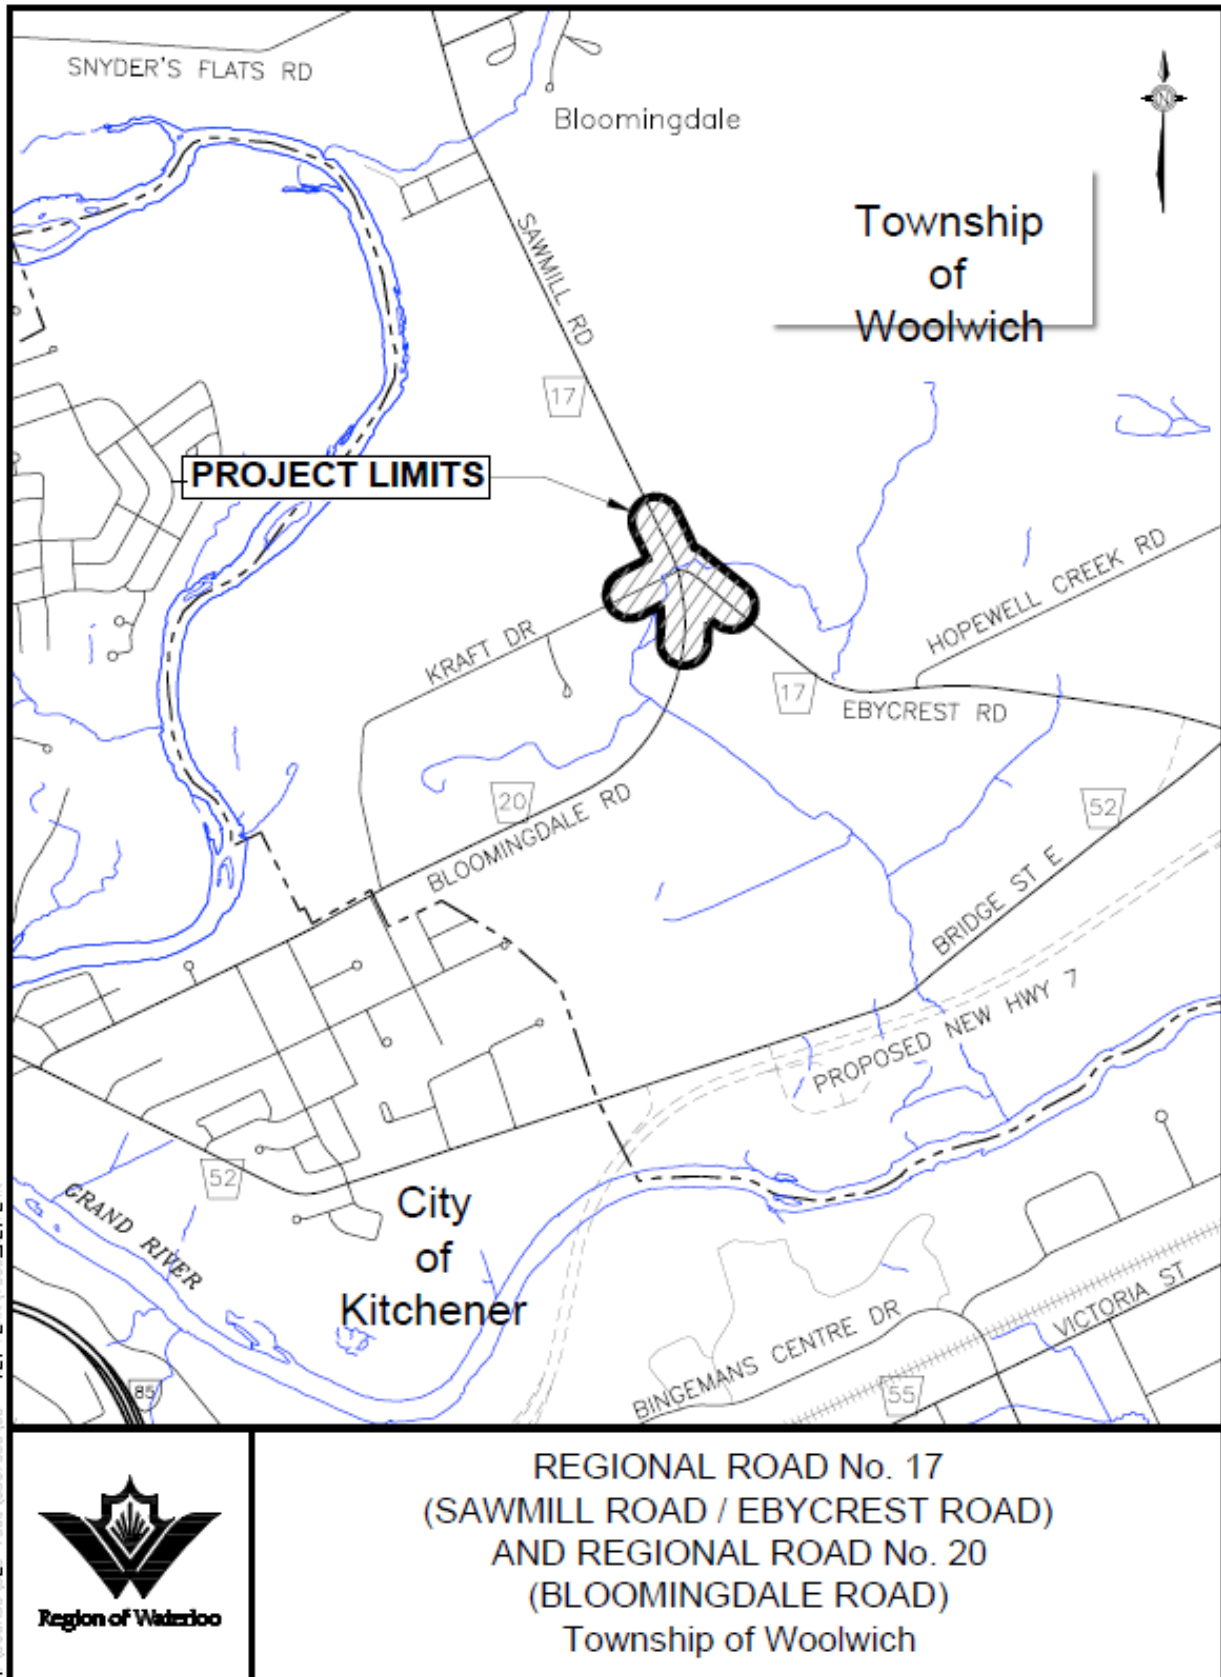 SNYDER'S FLATS RD
Bloomingdale
N
Township
of
Woolwich
SAWMILL RD
17
PROJECT LIMITS
HOPEWELL CREEK RD
KRAFT DR
17
EBYCREST RD
20
BLOOMINGDALE RD
52
BRIDGE ST E
PROPOSED NEW HWY 7
52
GRAND RIVER
City
of
Kitchener
VICTORIA ST
BINGEMANS CENTRE DR
85
55
Region of Waterloo
REGIONAL ROAD No. 17
(SAWMILL ROAD / EBYCREST ROAD)
AND REGIONAL ROAD No. 20
(BLOOMINGDALE ROAD)
Township of Woolwich